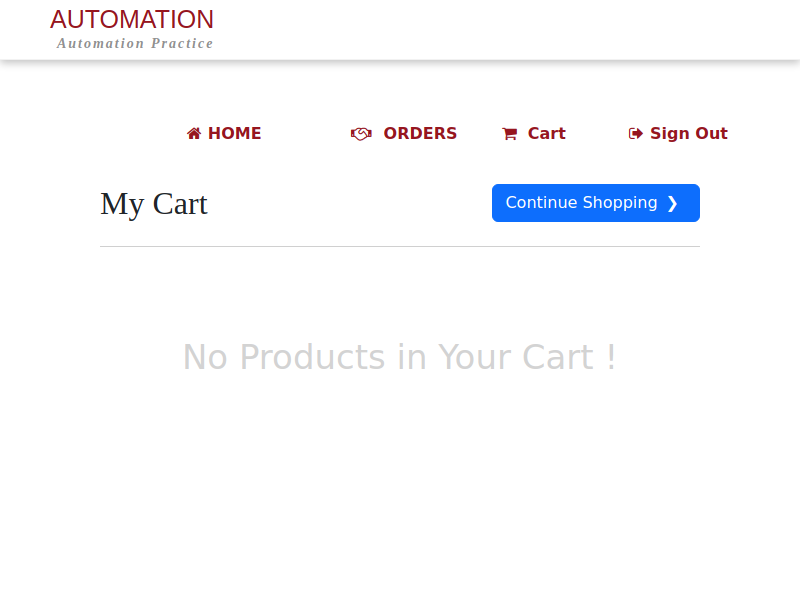 AUTOMATION
Automation Practice
HOME ORDERS Cart Sign Out
My Cart
Continue Shopping ❯
No Products in Your Cart !